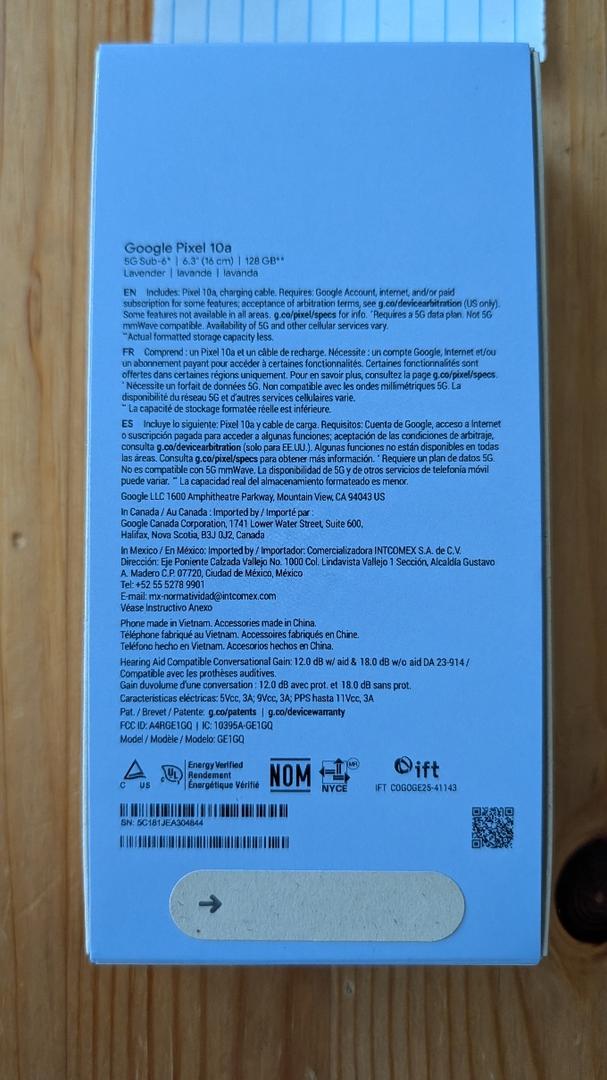 Google Pixel 10a
5G Sub-6* | 6.3" (16 cm) | 128 GB**
Lavender | lavande | lavanda
EN Includes: Pixel 10a, charging cable. Requires: Google Account, internet, and/or paid
subscription for some features; acceptance of arbitration terms, see g.co/devicearbitration (US only).
Some features not available in all areas. g.co/pixel/specs for info. *Requires a 5G data plan. Not 5G
mmWave compatible. Availability of 5G and other cellular services vary.
**Actual formatted storage capacity less.
FR Comprend : un Pixel 10a et un câble de recharge. Nécessite : un compte Google, Internet et/ou
un abonnement payant pour accéder à certaines fonctionnalités. Certaines fonctionnalités sont
offertes dans certaines régions uniquement. Pour en savoir plus, consultez la page g.co/pixel/specs.
* Nécessite un forfait de données 5G. Non compatible avec les ondes millimétriques 5G. La
disponibilité du réseau 5G et d'autres services cellulaires varie.
** La capacité de stockage formatée réelle est inférieure.
ES Incluye lo siguiente: Pixel 10a y cable de carga. Requisitos: Cuenta de Google, acceso a Internet
o suscripción pagada para acceder a algunas funciones; aceptación de las condiciones de arbitraje,
consulta g.co/devicearbitration (solo para EE.UU.). Algunas funciones no están disponibles en todas
las áreas. Consulta g.co/pixel/specs para obtener más información. * Requiere un plan de datos 5G.
No es compatible con 5G mmWave. La disponibilidad de 5G y de otros servicios de telefonía móvil
puede variar. ** La capacidad real del almacenamiento formateado es menor.
Google LLC 1600 Amphitheatre Parkway, Mountain View, CA 94043 US
In Canada / Au Canada : Imported by / Importé par :
Google Canada Corporation, 1741 Lower Water Street, Suite 600,
Halifax, Nova Scotia, B3J 0J2, Canada
In Mexico / En México: Imported by / Importador: Comercializadora INTCOMEX S.A. de C.V.
Dirección: Eje Poniente Calzada Vallejo No. 1000 Col. Lindavista Vallejo 1 Sección, Alcaldía Gustavo
A. Madero C.P. 07720, Ciudad de México, México
Tel: +52 55 5278 9901
E-mail: mx-normatividad@intcomex.com
Véase Instructivo Anexo
Phone made in Vietnam. Accessories made in China.
Téléphone fabriqué au Vietnam. Accessoires fabriqués en Chine.
Teléfono hecho en Vietnam. Accesorios hechos en China.
Hearing Aid Compatible Conversational Gain: 12.0 dB w/ aid & 18.0 dB w/o aid DA 23-914 /
Compatible avec les prothèses auditives.
Gain duvolume d'une conversation : 12.0 dB avec prot. et 18.0 dB sans prot.
Características eléctricas: 5Vcc, 3A; 9Vcc, 3A; PPS hasta 11Vcc, 3A
Pat. / Brevet / Patente: g.co/patents | g.co/devicewarranty
FCC ID: A4RGE1GQ | IC: 10395A-GE1GQ
Model / Modèle / Modelo: GE1GQ
C US
UL
Energy Verified
Rendement
Énergétique Vérifié
NOM
MR
NYCE
ift
IFT COGOGE25-41143
SN: 5C181JEA304844